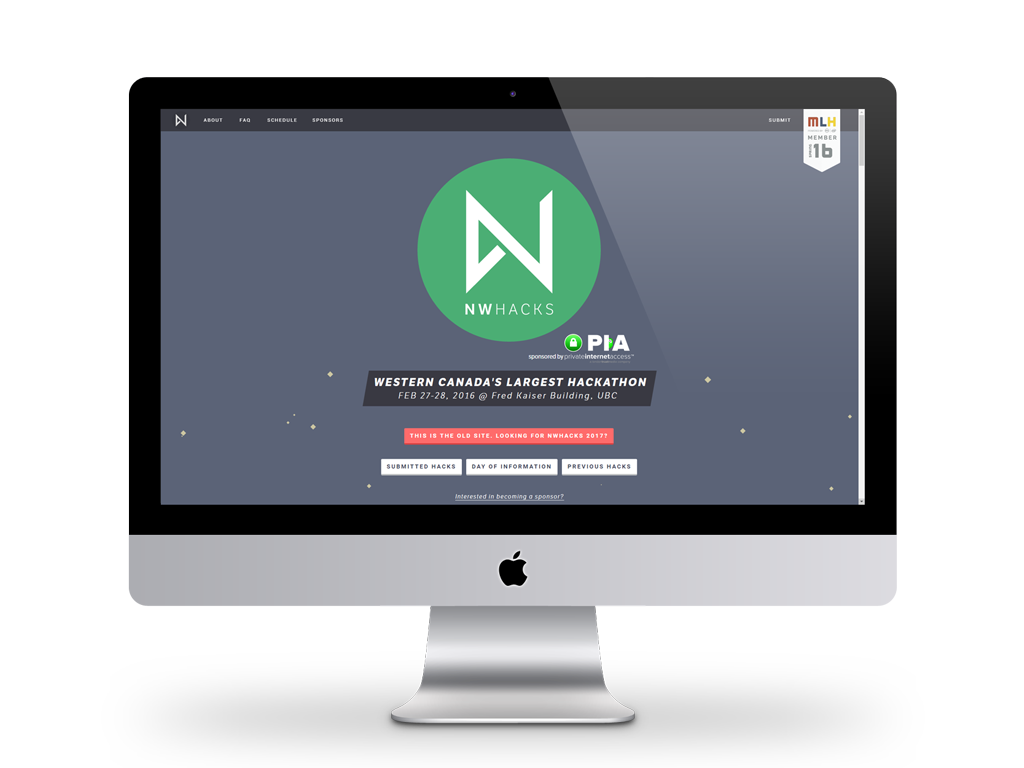 ABOUT FAQ SCHEDULE SPONSORS SUBMIT
MLH
MEMBER
16
NWHACKS
PIA
sponsored by privateinternetaccess™
WESTERN CANADA'S LARGEST HACKATHON
FEB 27-28, 2016 @ Fred Kaiser Building, UBC
THIS IS THE OLD SITE. LOOKING FOR NWHACKS 2017?
SUBMITTED HACKS DAY OF INFORMATION PREVIOUS HACKS
Interested in becoming a sponsor?